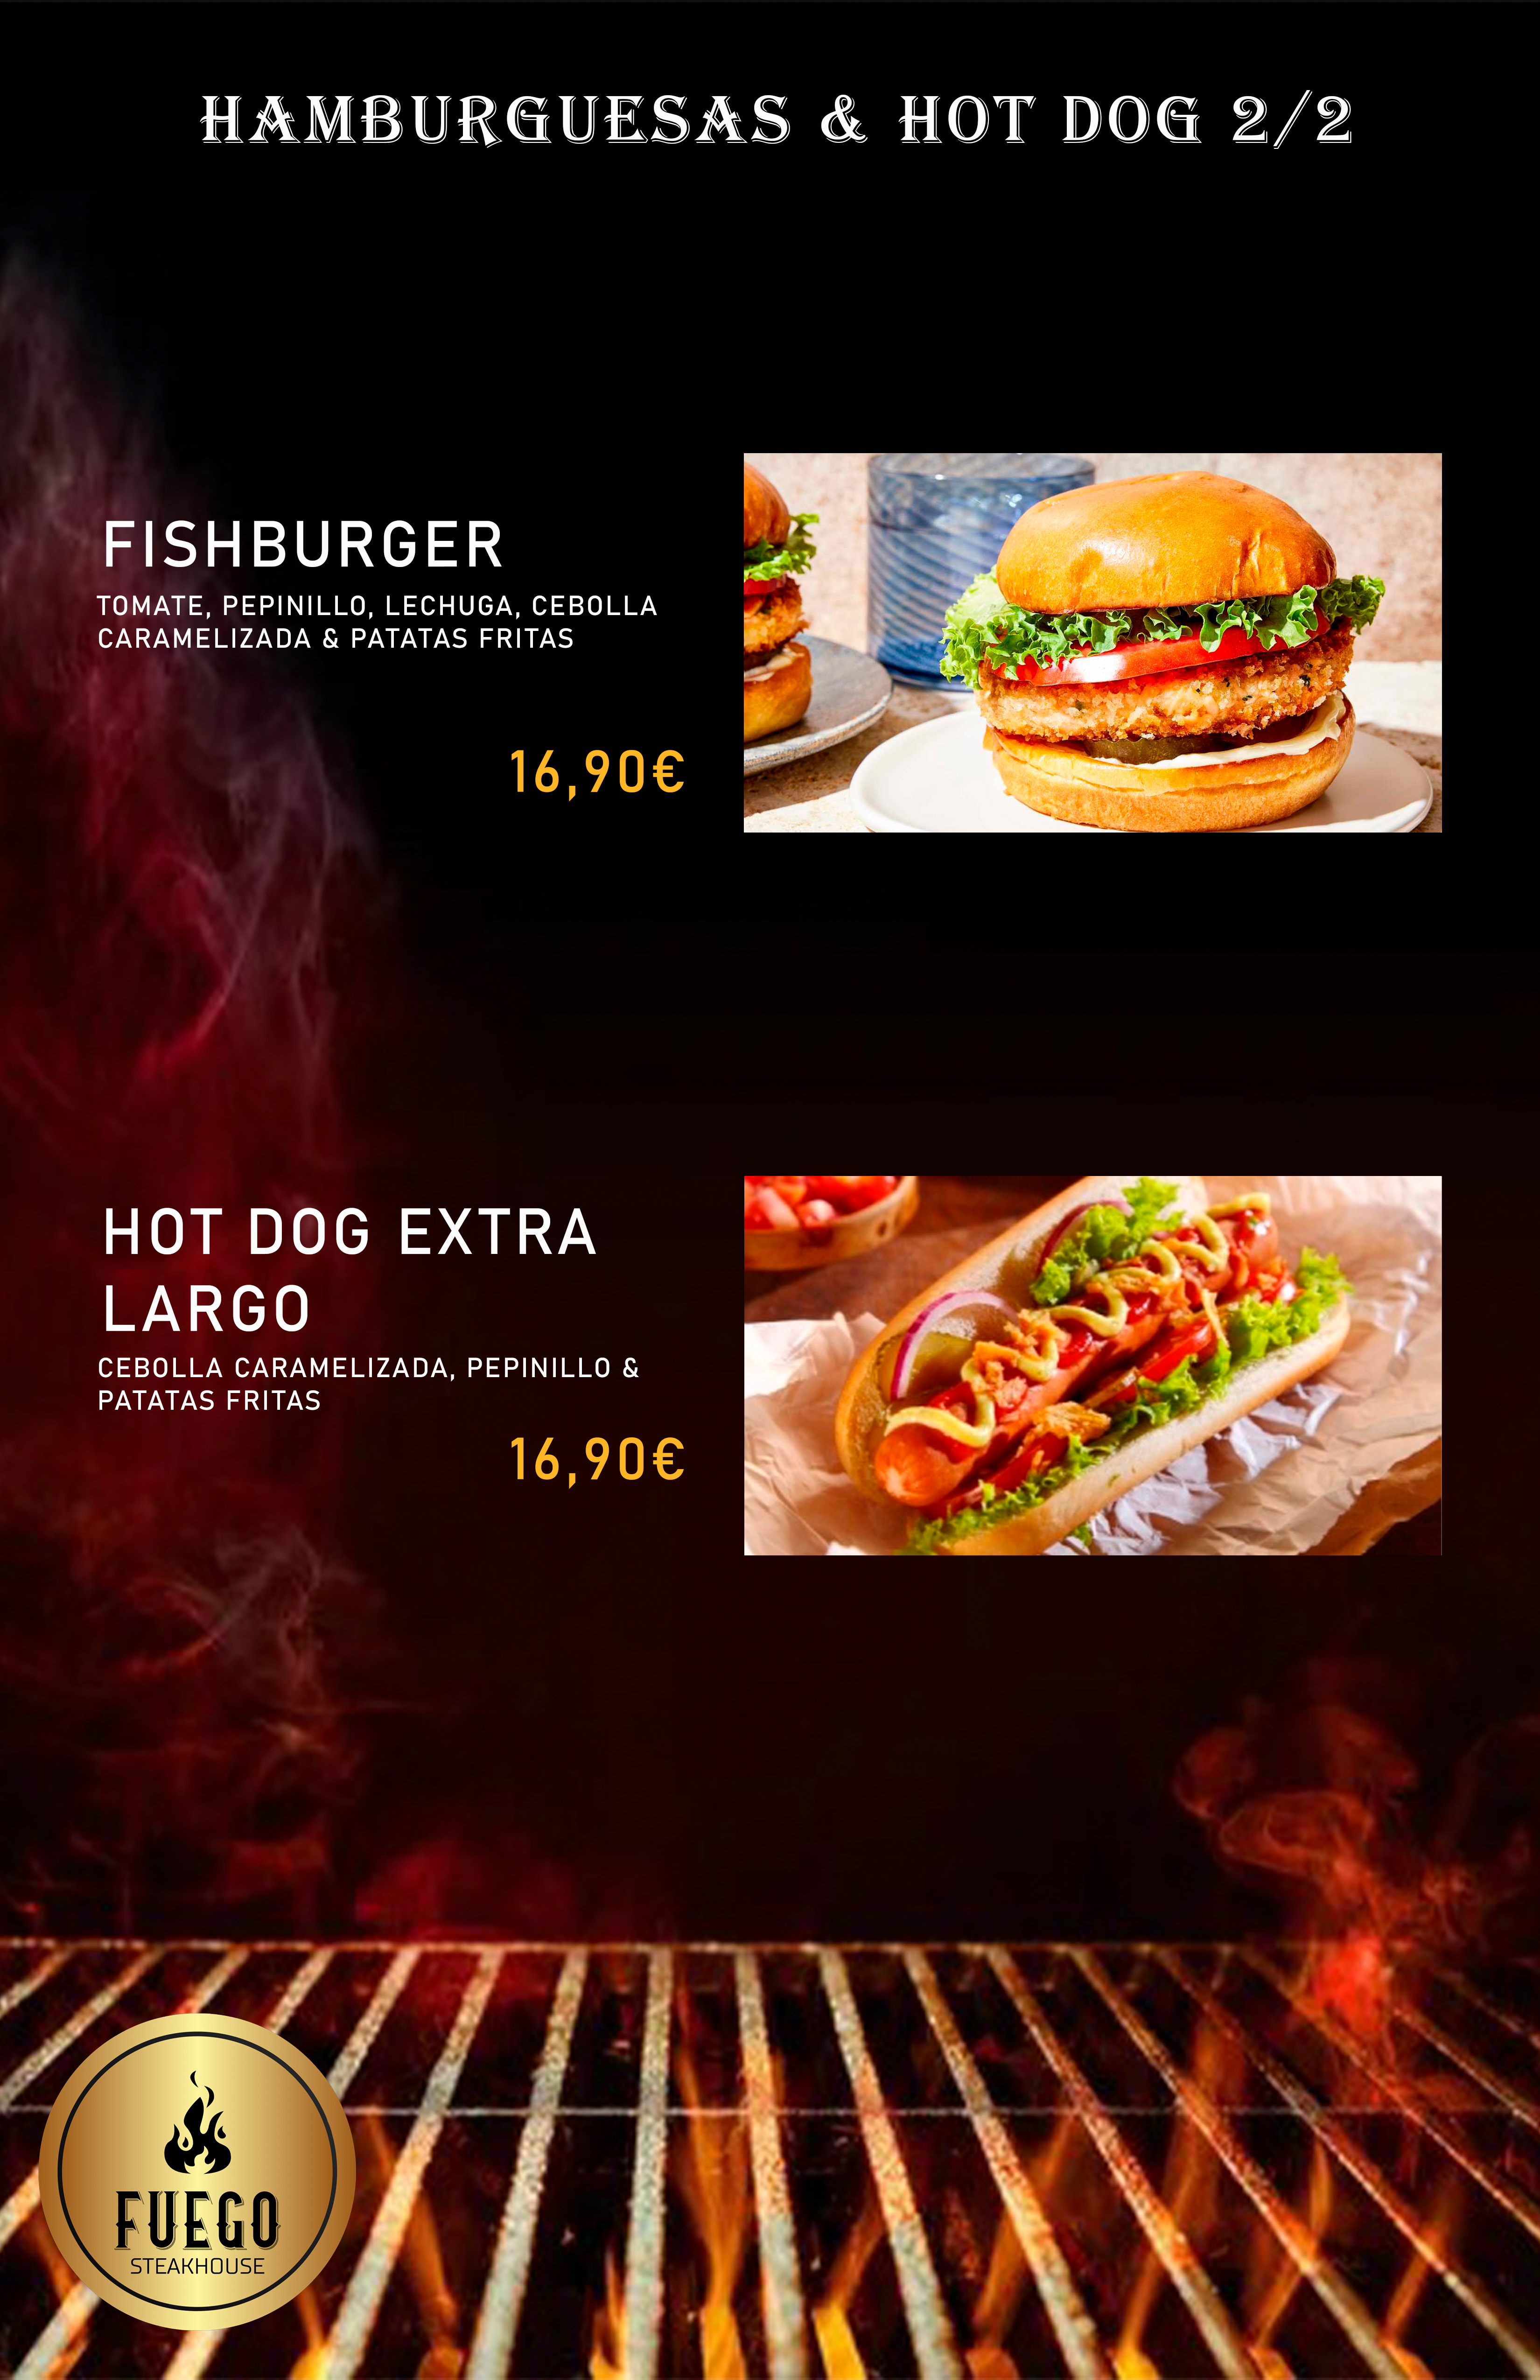 HAMBURGUESAS & HOT DOG 2/2
FISHBURGER
TOMATE, PEPINILLO, LECHUGA, CEBOLLA
CARAMELIZADA & PATATAS FRITAS
16,90€
HOT DOG EXTRA
LARGO
CEBOLLA CARAMELIZADA, PEPINILLO &
PATATAS FRITAS
16,90€
FUEGO
STEAKHOUSE